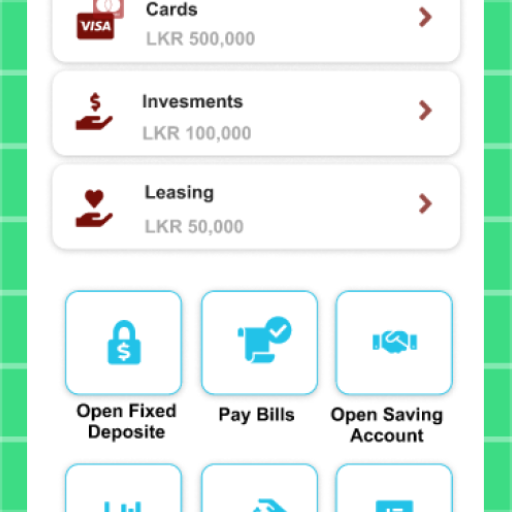 Cards
VISA
LKR 500,000
Invesments
$
LKR 100,000
Leasing
LKR 50,000
$
Open Fixed
Deposite
Pay Bills
Open Saving
Account